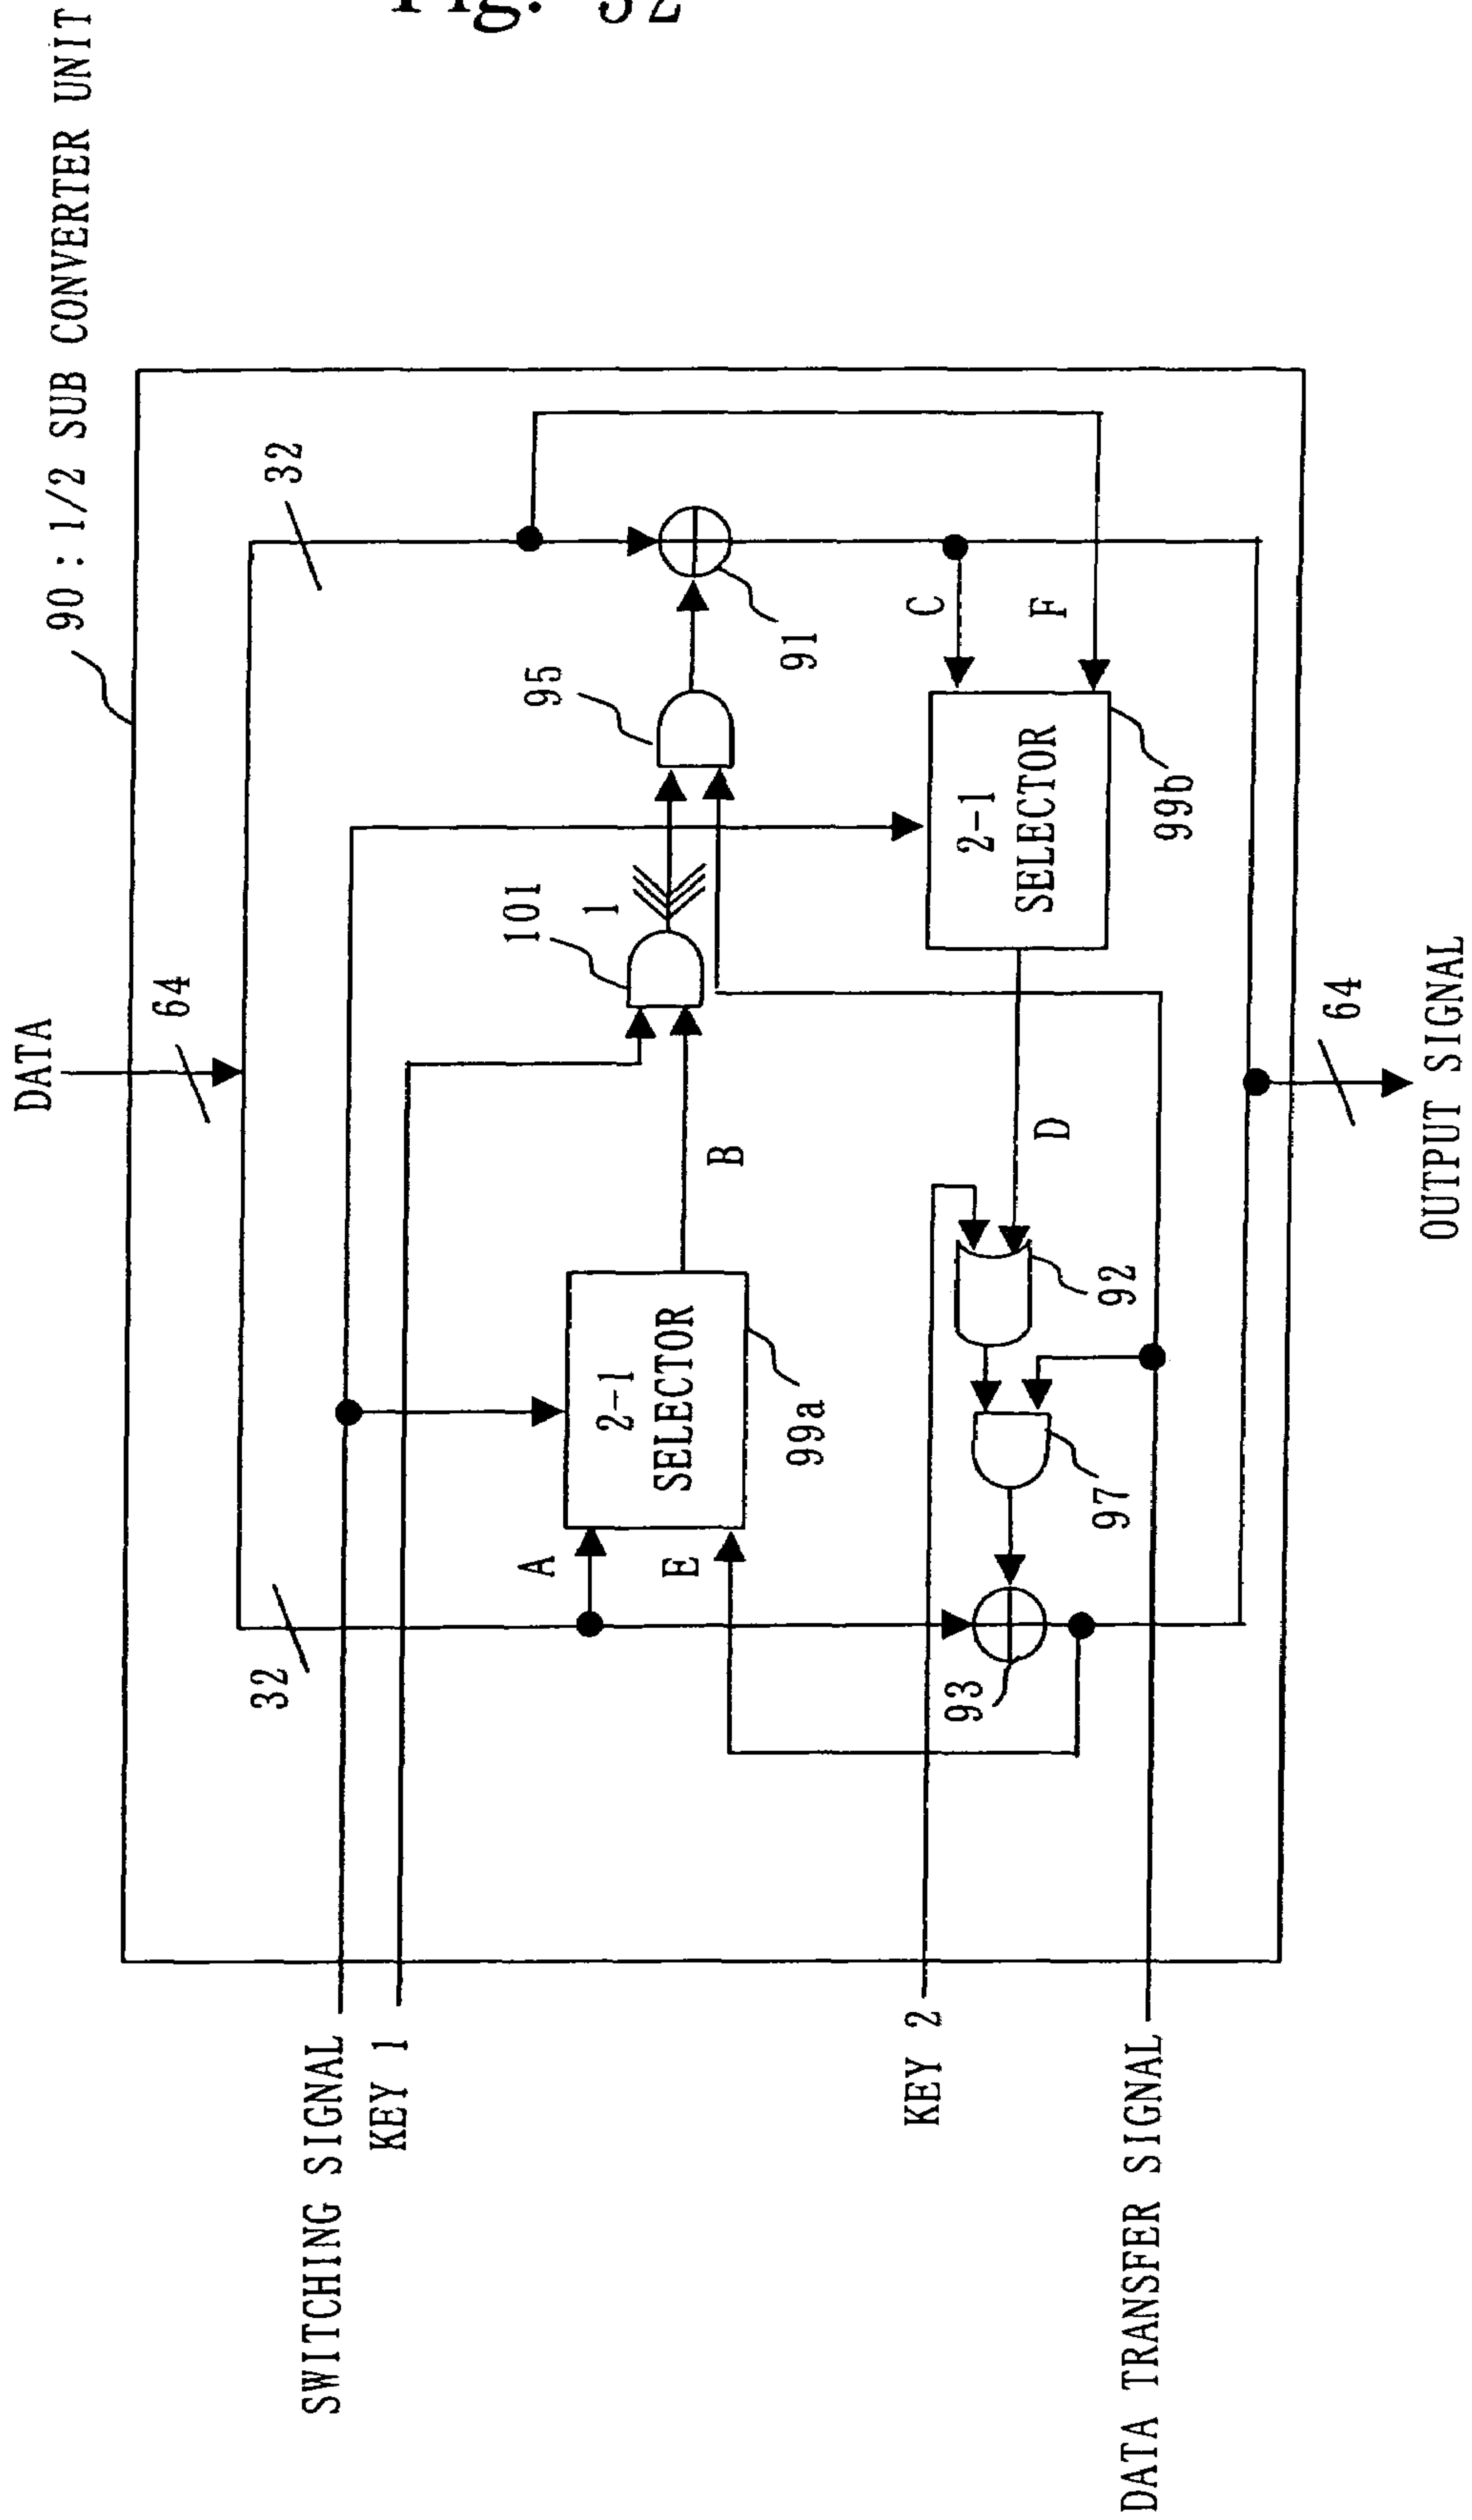 Fig. 32
90 : 1/2 SUB CONVERTER UNIT
DATA
64
32
32
SWITCHING SIGNAL
KEY 1
101
1
95
91
A
E
2-1
SELECTOR
99a
B
C
F
2-1
SELECTOR
99b
D
92
97
93
KEY 2
DATA TRANSFER SIGNAL
64
OUTPUT SIGNAL